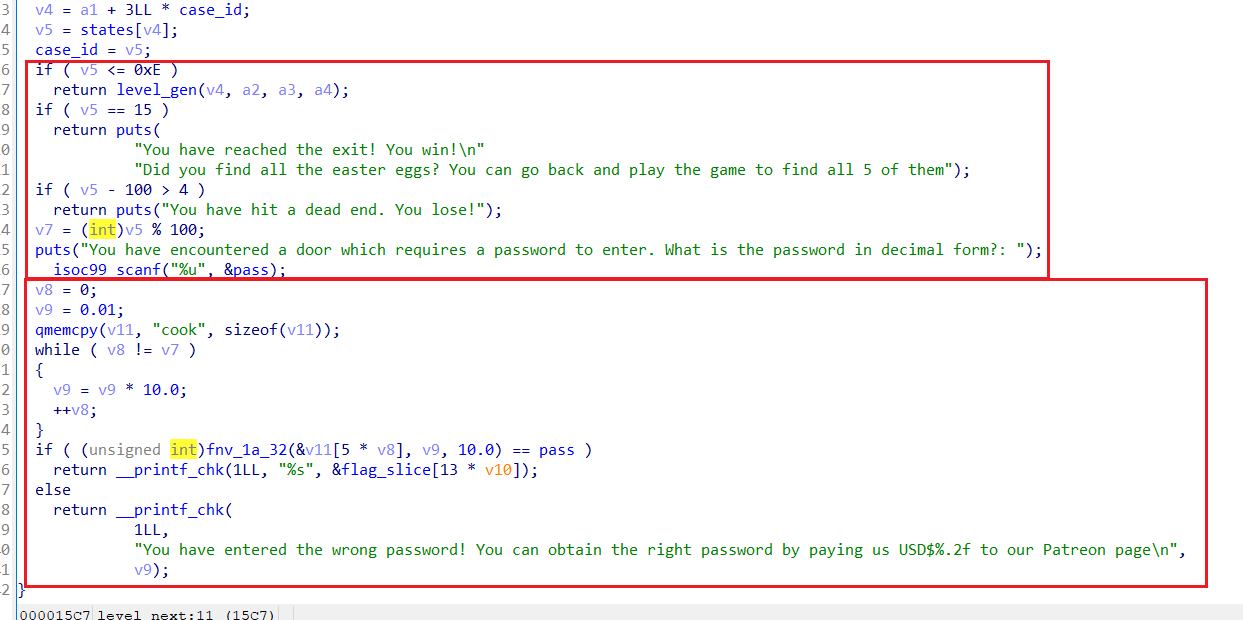 3 v4 = a1 + 3LL * case_id;
4 v5 = states[v4];
5 case_id = v5;
6 if ( v5 <= 0xE )
7 return level_gen(v4, a2, a3, a4);
8 if ( v5 == 15 )
9 return puts(
0 "You have reached the exit! You win!\n"
1 "Did you find all the easter eggs? You can go back and play the game to find all 5 of them");
2 if ( v5 - 100 > 4 )
3 return puts("You have hit a dead end. You lose!");
4 v7 = (int)v5 % 100;
5 puts("You have encountered a door which requires a password to enter. What is the password in decimal form?: ");
6 isoc99 scanf("%u", &pass);
7 v8 = 0;
8 v9 = 0.01;
9 qmemcpy(v11, "cook", sizeof(v11));
0 while ( v8 != v7 )
1 {
2 v9 = v9 * 10.0;
3 ++v8;
4 }
5 if ( (unsigned int)fnv_1a_32(&v11[5 * v8], v9, 10.0) == pass )
6 return __printf_chk(1LL, "%s", &flag_slice[13 * v10]);
7 else
8 return __printf_chk(
9 1LL,
0 "You have entered the wrong password! You can obtain the right password by paying us USD$%.2f to our Patreon page\n",
1 v9);
2 }
000015C7 level_next:11 (15C7)